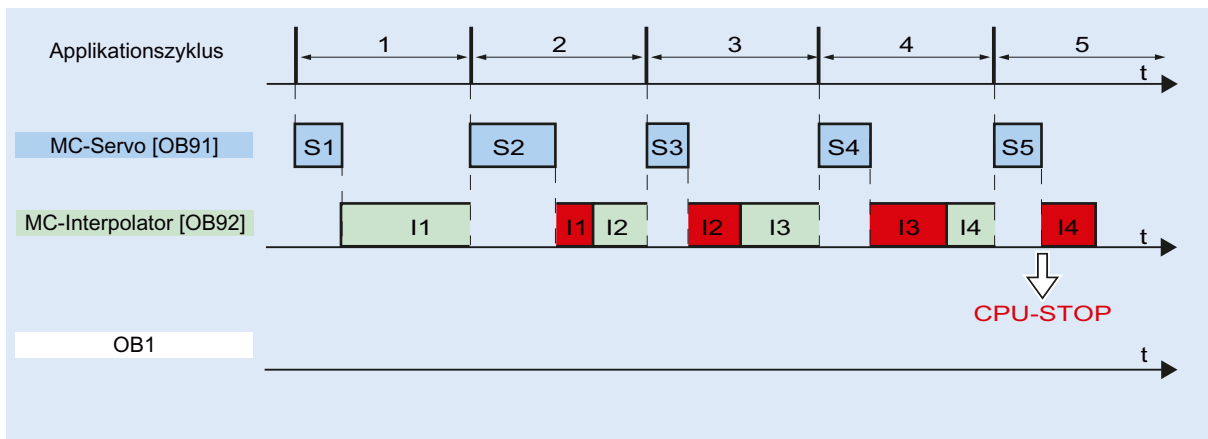 Applikationszyklus 1 2 3 4 5
t
MC-Servo [OB91] S1 S2 S3 S4 S5
MC-Interpolator [OB92] I1 I1 I2 I2 I3 I3 I4 I4
t
CPU-STOP
OB1
t